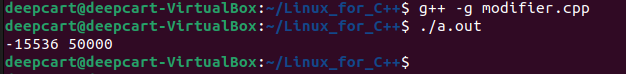 deepcart@deepcart-VirtualBox:~/Linux_for_C++$ g++ -g modifier.cpp
deepcart@deepcart-VirtualBox:~/Linux_for_C++$ ./a.out
-15536 50000
deepcart@deepcart-VirtualBox:~/Linux_for_C++$